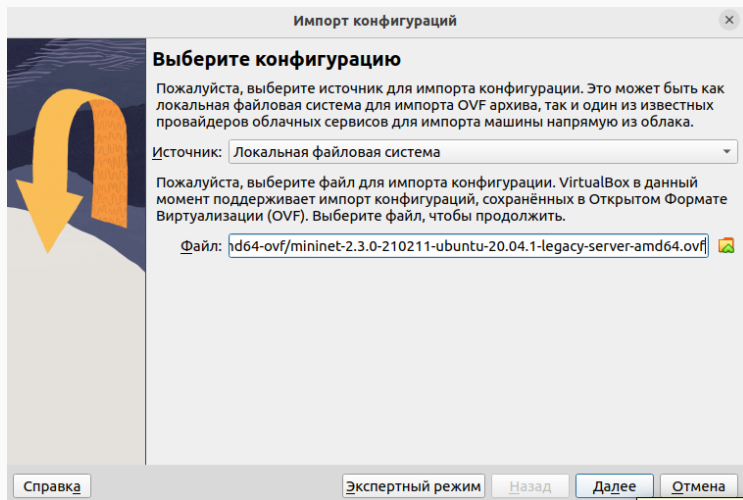 Импорт конфигураций
Выберите конфигурацию
Пожалуйста, выберите источник для импорта конфигурации. Это может быть как
локальная файловая система для импорта OVF архива, так и один из известных
провайдеров облачных сервисов для импорта машины напрямую из облака.
Источник: Локальная файловая система
Пожалуйста, выберите файл для импорта конфигурации. VirtualBox в данный
момент поддерживает импорт конфигураций, сохранённых в Открытом Формате
Виртуализации (OVF). Выберите файл, чтобы продолжить.
Файл: nd64-ovf/mininet-2.3.0-210211-ubuntu-20.04.1-legacy-server-amd64.ovf
Справка Экспертный режим Назад Далее Отмена